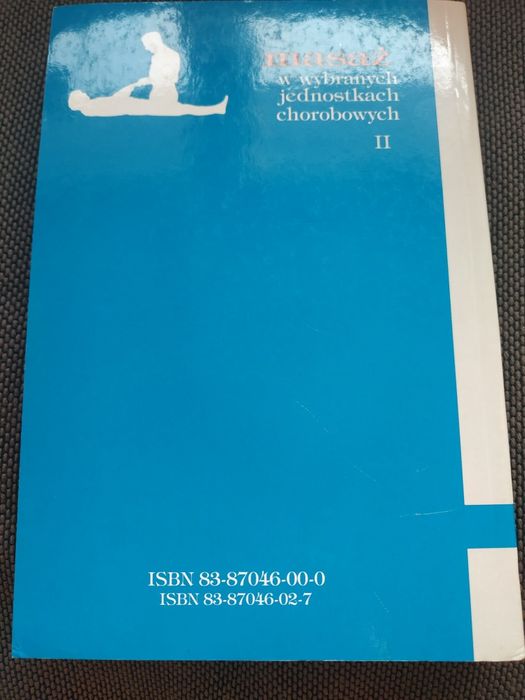 masaż
w wybranych
jednostkach
chorobowych
II
ISBN 83-87046-00-0
ISBN 83-87046-02-7